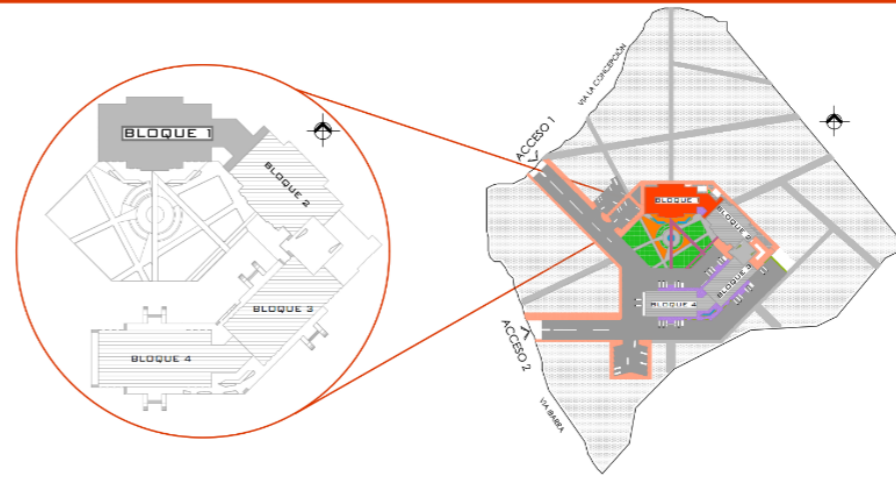 BLOQUE 1
BLOQUE 2
BLOQUE 3
BLOQUE 4
VIA LA CONCEPCIÓN
ACCESO 1
BLOQUE 1
BLOQUE 2
BLOQUE 3
BLOQUE 4
ACCESO 2
VIA IBARRA